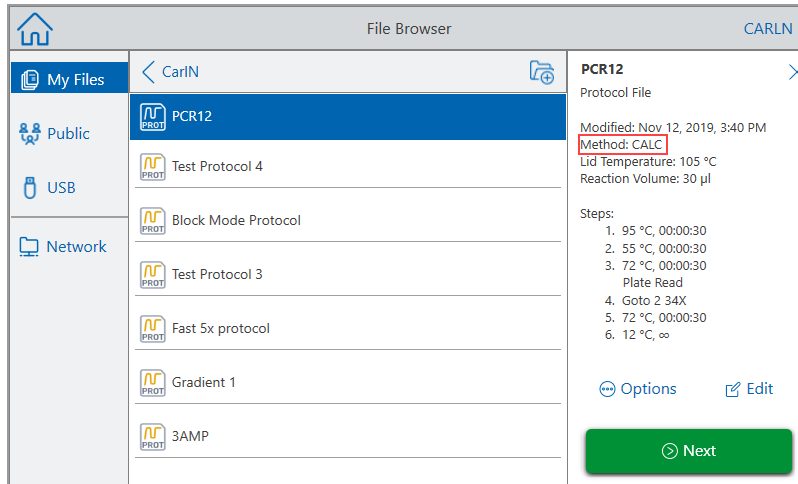 File Browser
CARLN
My Files
Public
USB
Network
CarIN
PROT
PCR12
PROT
Test Protocol 4
PROT
Block Mode Protocol
PROT
Test Protocol 3
PROT
Fast 5x protocol
PROT
Gradient 1
PROT
3AMP
PCR12
Protocol File
Modified: Nov 12, 2019, 3:40 PM
Method: CALC
Lid Temperature: 105 °C
Reaction Volume: 30 µl
Steps:
1. 95 °C, 00:00:30
2. 55 °C, 00:00:30
3. 72 °C, 00:00:30
Plate Read
4. Goto 2 34X
5. 72 °C, 00:00:30
6. 12 °C, ∞
Options
Edit
Next